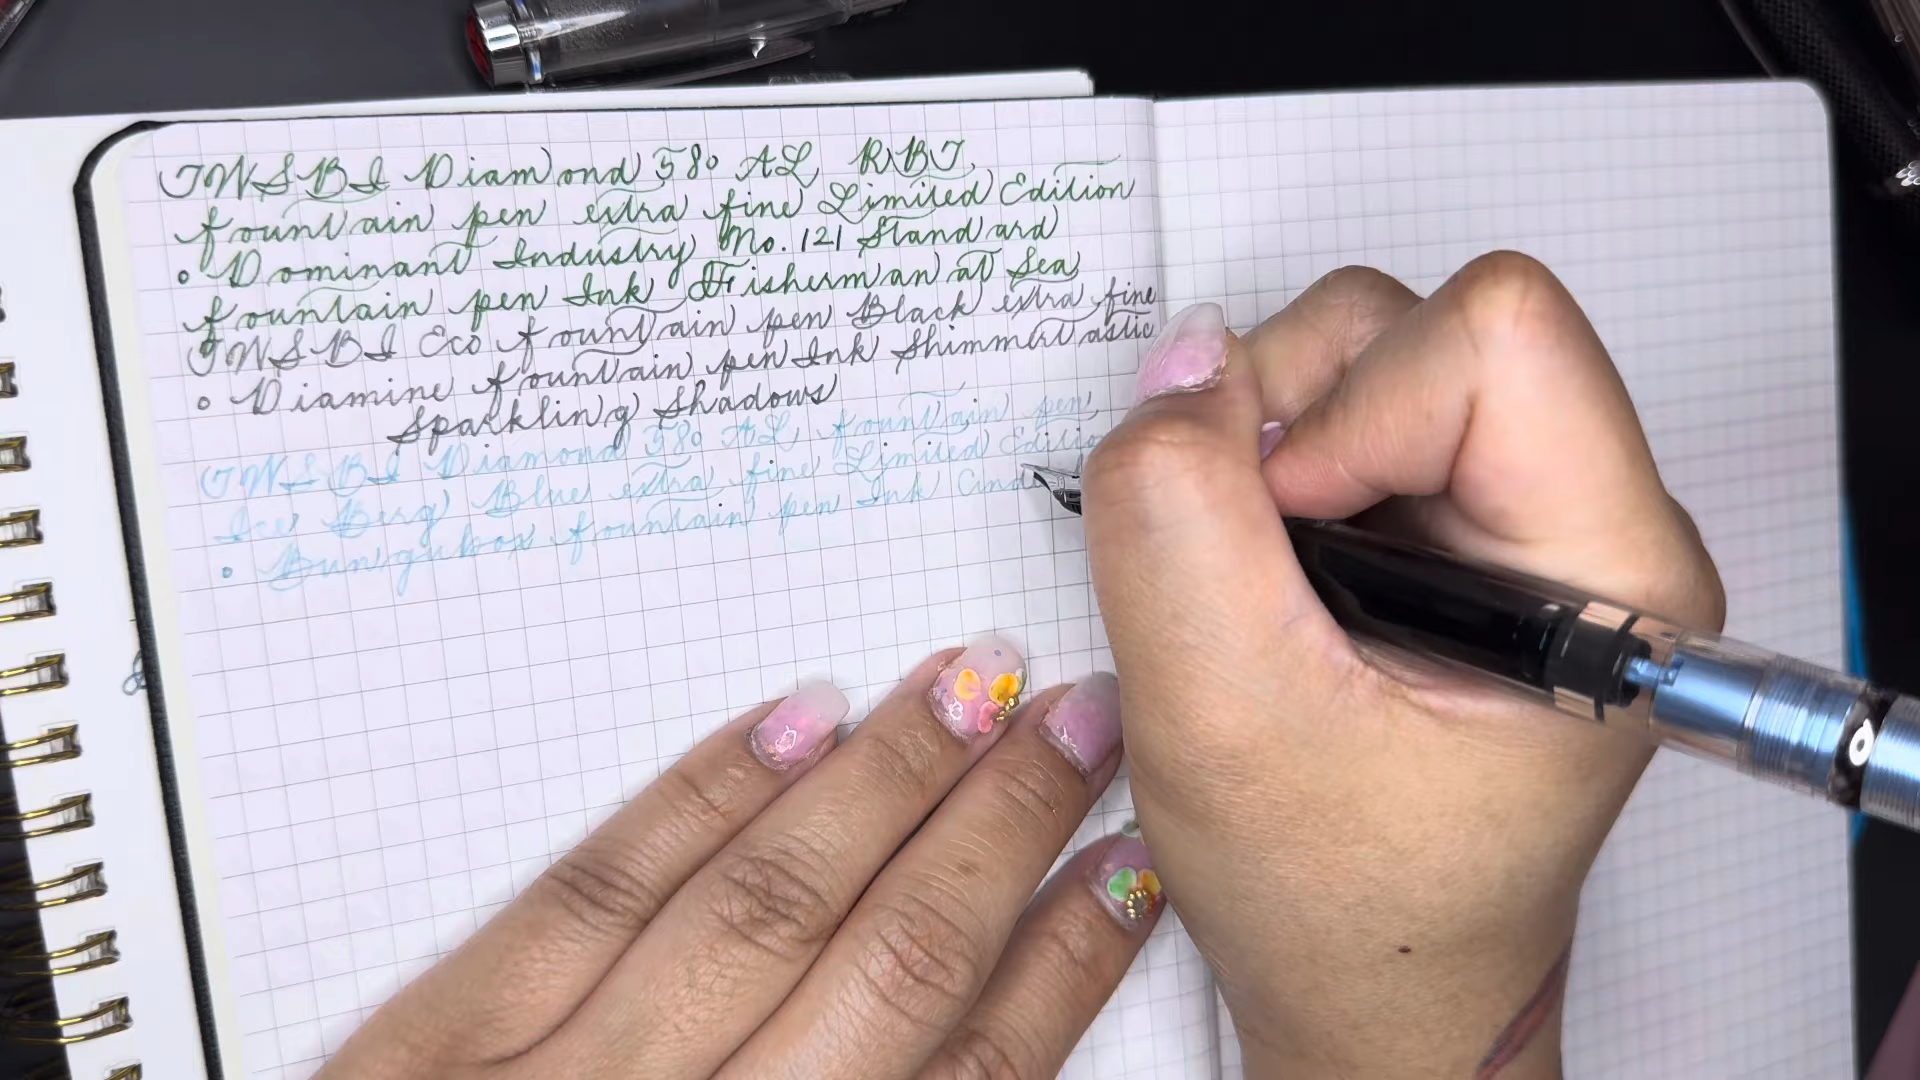 TWSBI Diamond 580 AL RBT
fountain pen extra fine Limited Edition
• Dominant Industry No. 121 Standard
fountain pen Ink Fisherman at Sea
TWSBI Eco fountain pen Black extra fine
• Diamine fountain pen Ink Shimmertastic
Sparkling Shadows
TWSBI Diamond 580 AL fountain pen
Ice Berg Blue extra fine Limited Edition
• Bungubox fountain pen Ink Cind